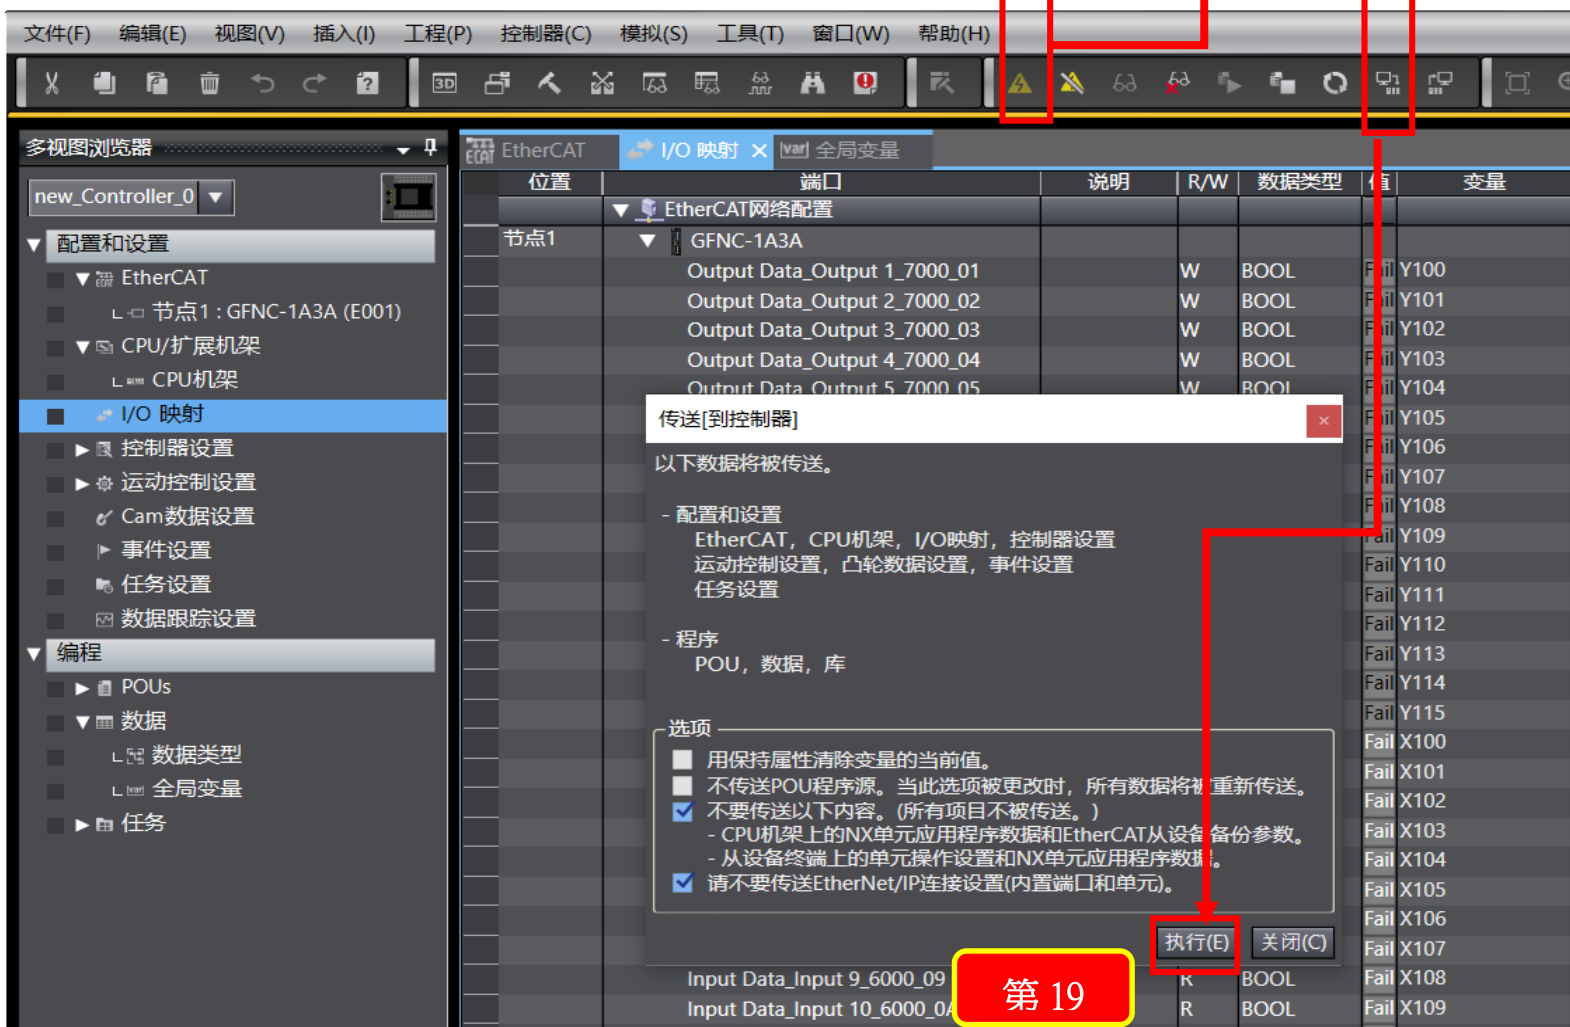 文件(F) 编辑(E) 视图(V) 插入(I) 工程(P) 控制器(C) 模拟(S) 工具(T) 窗口(W) 帮助(H)
3D
多视图浏览器
new_Controller_0
配置和设置
EtherCAT
节点1 : GFNC-1A3A (E001)
CPU/扩展机架
CPU机架
I/O 映射
控制器设置
运动控制设置
Cam数据设置
事件设置
任务设置
数据跟踪设置
编程
POUs
数据
数据类型
全局变量
任务
EtherCAT I/O 映射 全局变量
位置 端口 说明 R/W 数据类型 值 变量
EtherCAT网络配置
节点1 GFNC-1A3A
Output Data_Output 1_7000_01 W BOOL Fail Y100
Output Data_Output 2_7000_02 W BOOL Fail Y101
Output Data_Output 3_7000_03 W BOOL Fail Y102
Output Data_Output 4_7000_04 W BOOL Fail Y103
Output Data_Output 5_7000_05 W BOOL Fail Y104
Fail Y105
Fail Y106
Fail Y107
Fail Y108
Fail Y109
Fail Y110
Fail Y111
Fail Y112
Fail Y113
Fail Y114
Fail Y115
Fail X100
Fail X101
Fail X102
Fail X103
Fail X104
Fail X105
Fail X106
Fail X107
Input Data_Input 9_6000_09 R BOOL Fail X108
Input Data_Input 10_6000_0A R BOOL Fail X109
传送[到控制器]
以下数据将被传送。
- 配置和设置
EtherCAT，CPU机架，I/O映射，控制器设置
运动控制设置，凸轮数据设置，事件设置
任务设置
- 程序
POU，数据，库
选项
用保持属性清除变量的当前值。
不传送POU程序源。当此选项被更改时，所有数据将被重新传送。
不要传送以下内容。(所有项目不被传送。)
- CPU机架上的NX单元应用程序数据和EtherCAT从设备备份参数。
- 从设备终端上的单元操作设置和NX单元应用程序数据。
请不要传送EtherNet/IP连接设置(内置端口和单元)。
执行(E) 关闭(C)
第 19